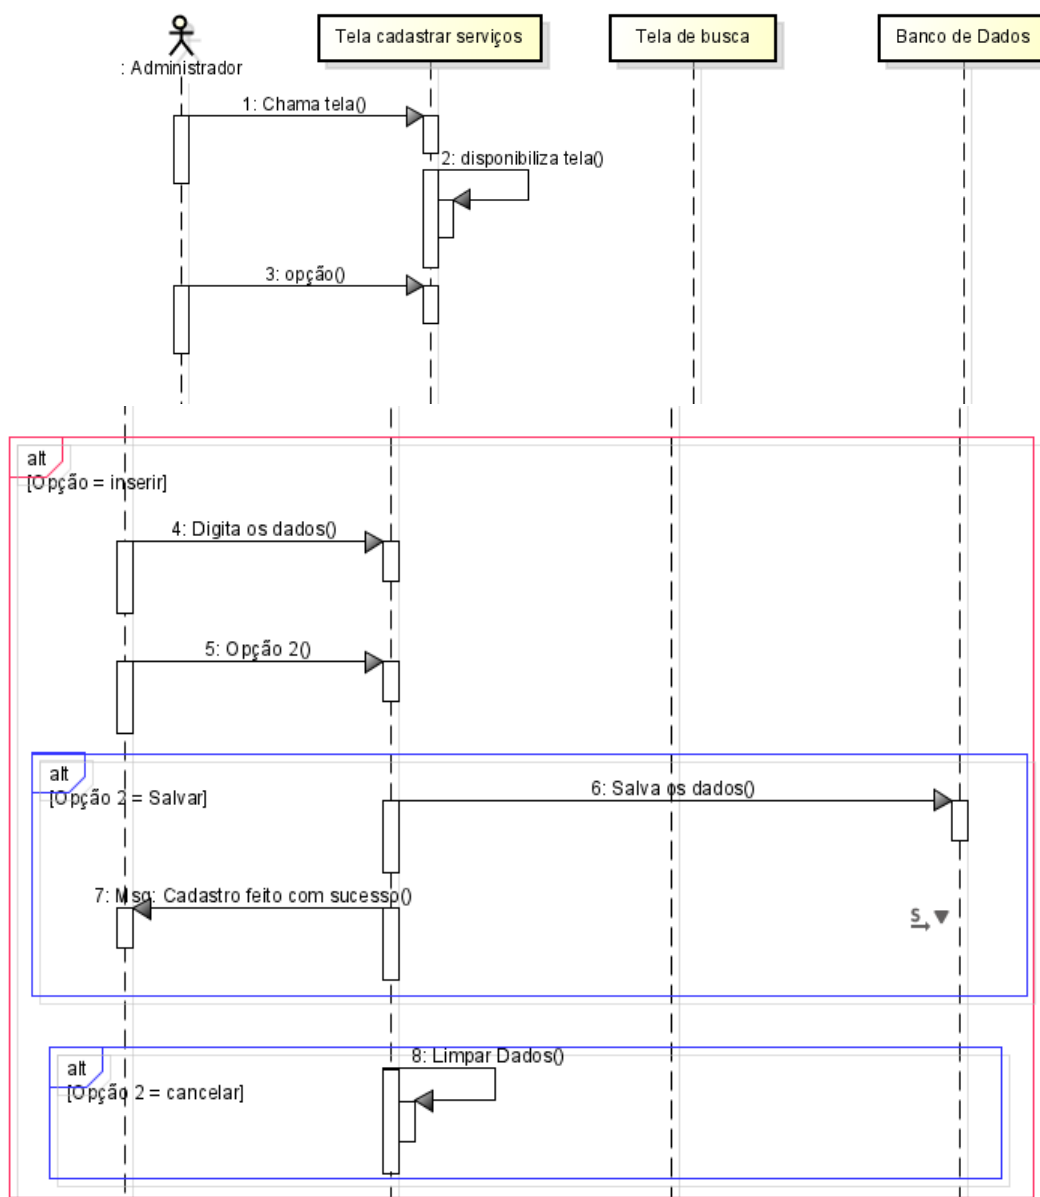 : Administrador
Tela cadastrar serviços
Tela de busca
Banco de Dados
1: Chama tela()
2: disponibiliza tela()
3: opção()
alt
[Opção = inserir]
4: Digita os dados()
5: Opção 2()
alt
[Opção 2 = Salvar]
6: Salva os dados()
7: Msg: Cadastro feito com sucesso()
S
alt
[Opção 2 = cancelar]
8: Limpar Dados()